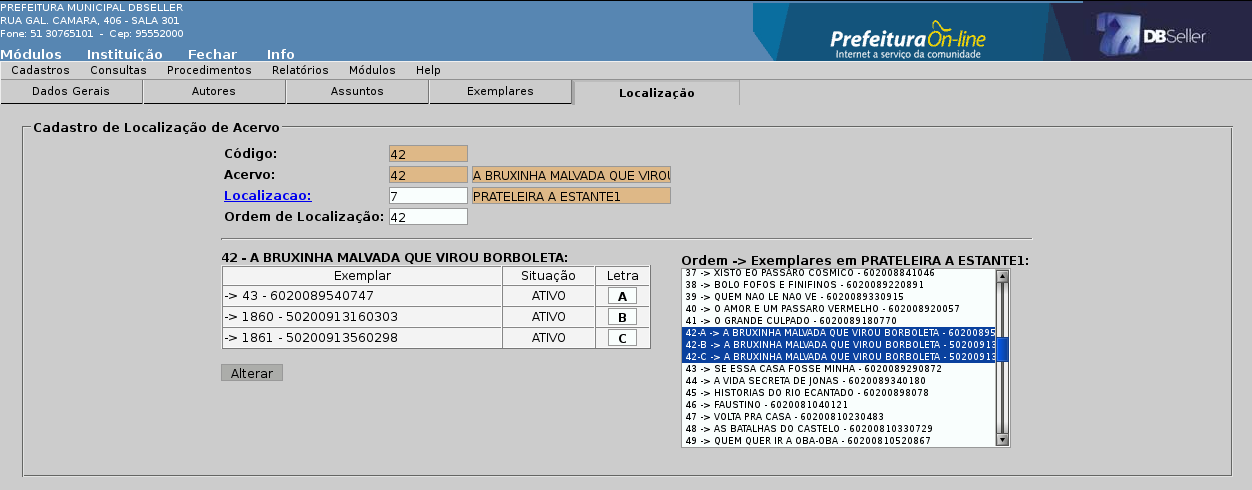 PREFEITURA MUNICIPAL DBSELLER
RUA GAL. CAMARA, 406 - SALA 301
Fone: 51 30765101 - Cep: 95552000
Módulos Instituição Fechar Info
PrefeituraOn-line
Internet a serviço da comunidade
DBSeller
Cadastros Consultas Procedimentos Relatórios Módulos Help
Dados Gerais Autores Assuntos Exemplares Localização
Cadastro de Localização de Acervo
Código: 42
Acervo: 42 A BRUXINHA MALVADA QUE VIROU
Localizacao: 7 PRATELEIRA A ESTANTE1
Ordem de Localização: 42
42 - A BRUXINHA MALVADA QUE VIROU BORBOLETA:
Exemplar Situação Letra
-> 43 - 6020089540747 ATIVO A
-> 1860 - 50200913160303 ATIVO B
-> 1861 - 50200913560298 ATIVO C
Alterar
Ordem -> Exemplares em PRATELEIRA A ESTANTE1:
37 -> XISTO EO PASSARO COSMICO - 602008841046
38 -> BOLO FOFOS E FINIFINOS - 6020089220891
39 -> QUEM NAO LE NAO VE - 6020089330915
40 -> O AMOR E UM PASSARO VERMELHO - 602008920057
41 -> O GRANDE CULPADO - 6020089180770
42-A -> A BRUXINHA MALVADA QUE VIROU BORBOLETA - 60200895
42-B -> A BRUXINHA MALVADA QUE VIROU BORBOLETA - 50200913
42-C -> A BRUXINHA MALVADA QUE VIROU BORBOLETA - 50200913
43 -> SE ESSA CASA FOSSE MINHA - 6020089290872
44 -> A VIDA SECRETA DE JONAS - 6020089340180
45 -> HISTORIAS DO RIO ECANTADO - 60200898078
46 -> FAUSTINO - 6020081040121
47 -> VOLTA PRA CASA - 60200810230483
48 -> AS BATALHAS DO CASTELO - 60200810330729
49 -> QUEM QUER IR A OBA-OBA - 60200810520867